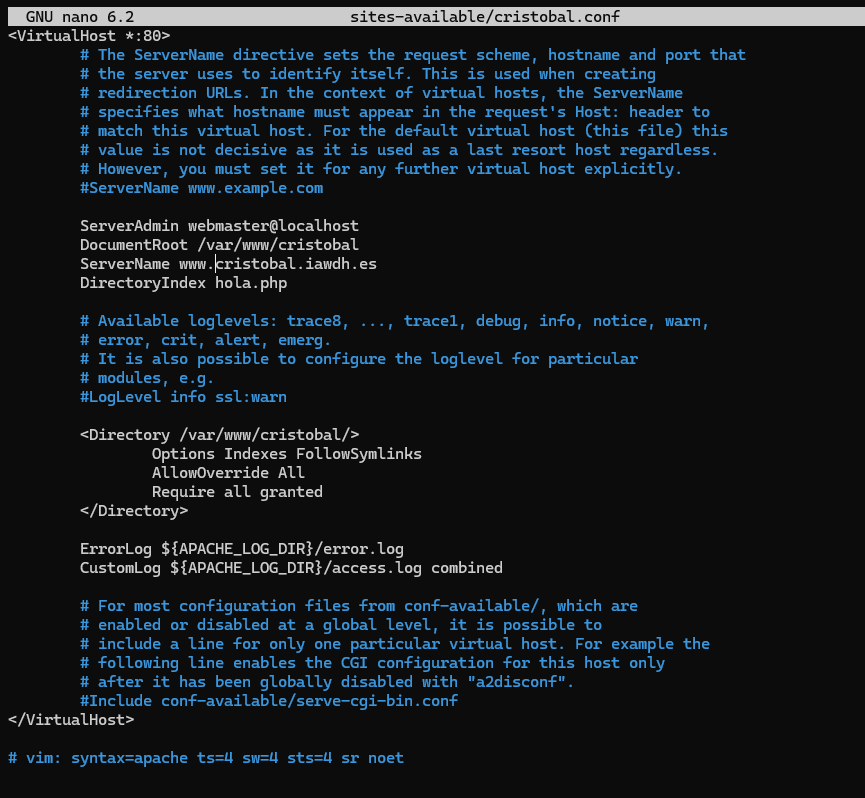 GNU nano 6.2 sites-available/cristobal.conf
<VirtualHost *:80>
# The ServerName directive sets the request scheme, hostname and port that
# the server uses to identify itself. This is used when creating
# redirection URLs. In the context of virtual hosts, the ServerName
# specifies what hostname must appear in the request's Host: header to
# match this virtual host. For the default virtual host (this file) this
# value is not decisive as it is used as a last resort host regardless.
# However, you must set it for any further virtual host explicitly.
#ServerName www.example.com
ServerAdmin webmaster@localhost
DocumentRoot /var/www/cristobal
ServerName www.cristobal.iawdh.es
DirectoryIndex hola.php
# Available loglevels: trace8, ..., trace1, debug, info, notice, warn,
# error, crit, alert, emerg.
# It is also possible to configure the loglevel for particular
# modules, e.g.
#LogLevel info ssl:warn
<Directory /var/www/cristobal/>
Options Indexes FollowSymlinks
AllowOverride All
Require all granted
</Directory>
ErrorLog ${APACHE_LOG_DIR}/error.log
CustomLog ${APACHE_LOG_DIR}/access.log combined
# For most configuration files from conf-available/, which are
# enabled or disabled at a global level, it is possible to
# include a line for only one particular virtual host. For example the
# following line enables the CGI configuration for this host only
# after it has been globally disabled with "a2disconf".
#Include conf-available/serve-cgi-bin.conf
</VirtualHost>
# vim: syntax=apache ts=4 sw=4 sts=4 sr noet